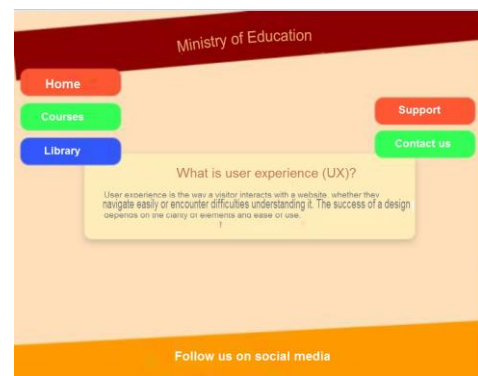 Ministry of Education
Home
Courses
Library
Support
Contact us
What is user experience (UX)?
User experience is the way a visitor interacts with a website, whether they
navigate easily or encounter difficulties understanding it. The success of a design
depends on the clarity of elements and ease of use.
Follow us on social media